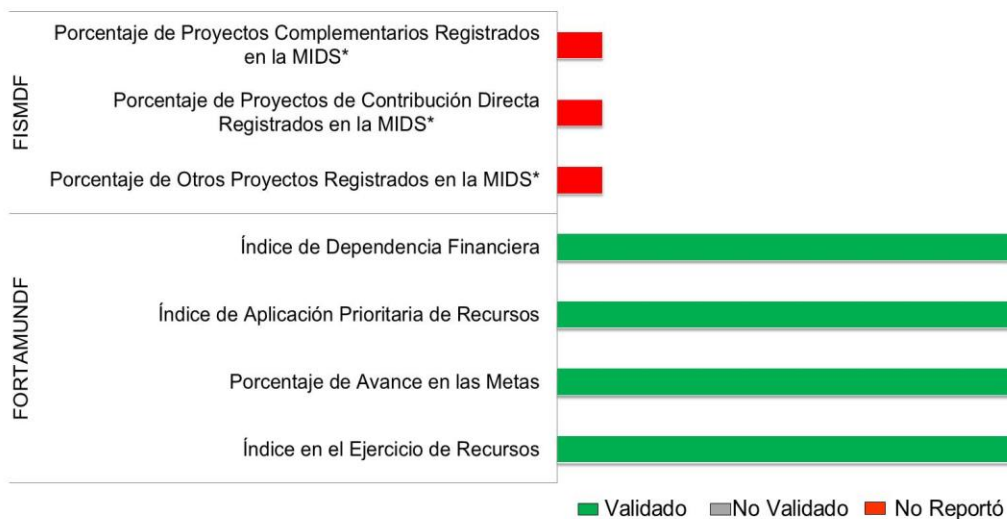 FISMDF
Porcentaje de Proyectos Complementarios Registrados
en la MIDS*
Porcentaje de Proyectos de Contribución Directa
Registrados en la MIDS*
Porcentaje de Otros Proyectos Registrados en la MIDS*
FORTAMUNDF
Índice de Dependencia Financiera
Índice de Aplicación Prioritaria de Recursos
Porcentaje de Avance en las Metas
Índice en el Ejercicio de Recursos
Validado No Validado No Reportó